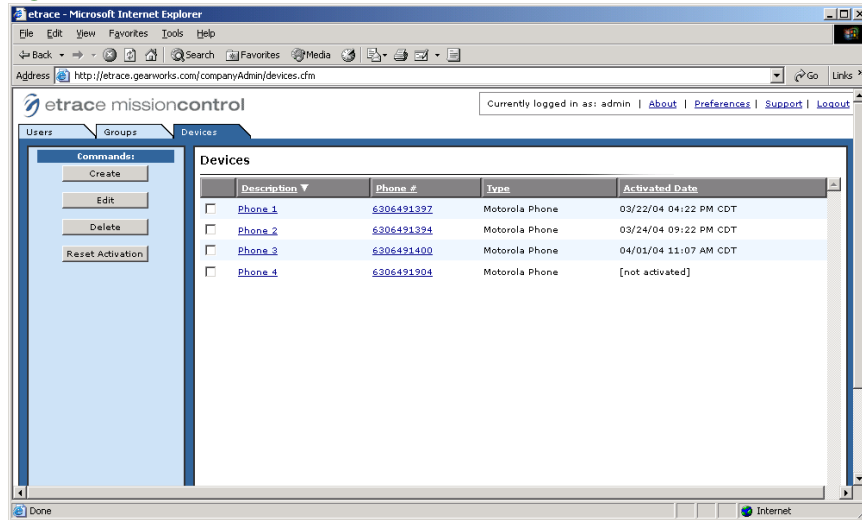 etrace - Microsoft Internet Explorer
File Edit View Favorites Tools Help
Back Search Favorites Media
Address http://etrace.gearworks.com/companyAdmin/devices.cfm Go Links
etrace missioncontrol
Currently logged in as: admin | About | Preferences | Support | Logout
Users Groups Devices
Commands:
Create
Edit
Delete
Reset Activation
Devices
Description ▼ Phone # Type Activated Date
Phone 1 6306491397 Motorola Phone 03/22/04 04:22 PM CDT
Phone 2 6306491394 Motorola Phone 03/24/04 09:22 PM CDT
Phone 3 6306491400 Motorola Phone 04/01/04 11:07 AM CDT
Phone 4 6306491904 Motorola Phone [not activated]
Done Internet